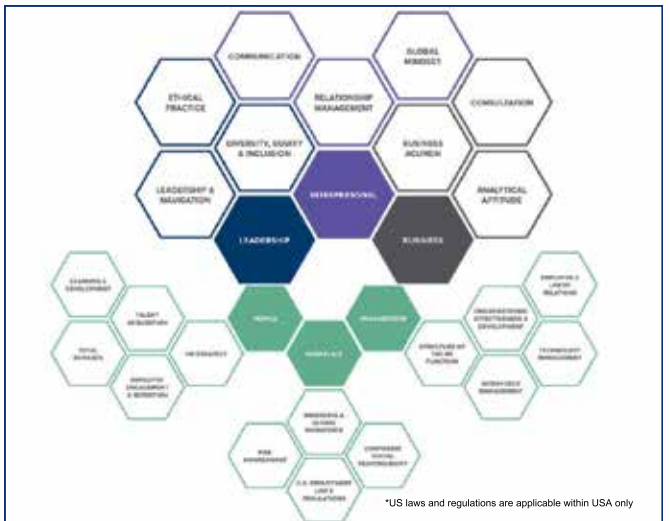 COMMUNICATION
GLOBAL
MINDSET
ETHICAL
PRACTICE
RELATIONSHIP
MANAGEMENT
CONSULTATION
DIVERSITY, EQUITY
& INCLUSION
BUSINESS
ACUMEN
LEADERSHIP &
NAVIGATION
INTERPERSONAL
ANALYTICAL
APTITUDE
LEADERSHIP
BUSINESS
LEARNING &
DEVELOPMENT
EMPLOYEE &
LABOR
RELATIONS
TALENT
ACQUISITION
PEOPLE
ORGANIZATION
ORGANIZATIONAL
EFFECTIVENESS &
DEVELOPMENT
TOTAL
REWARDS
HR STRATEGY
WORKPLACE
STRUCTURE OF
THE HR
FUNCTION
TECHNOLOGY
MANAGEMENT
EMPLOYEE
ENGAGEMENT
& RETENTION
WORKFORCE
MANAGEMENT
MANAGING A
GLOBAL
WORKFORCE
RISK
MANAGEMENT
CORPORATE
SOCIAL
RESPONSIBILITY
U.S. EMPLOYMENT
LAW &
REGULATIONS
*US laws and regulations are applicable within USA only